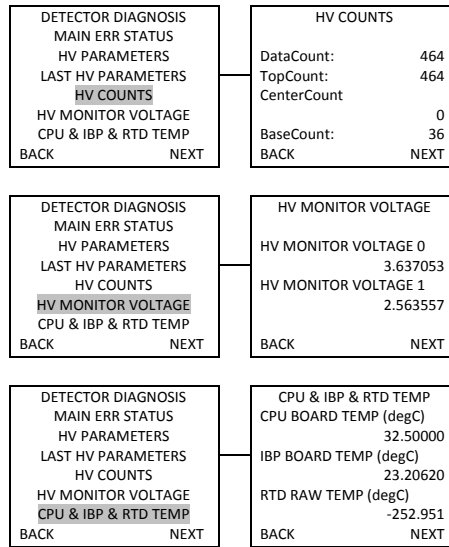 DETECTOR DIAGNOSIS
MAIN ERR STATUS
HV PARAMETERS
LAST HV PARAMETERS
HV COUNTS
HV MONITOR VOLTAGE
CPU & IBP & RTD TEMP
BACK NEXT
HV COUNTS
DataCount: 464
TopCount: 464
CenterCount
0
BaseCount: 36
BACK NEXT
DETECTOR DIAGNOSIS
MAIN ERR STATUS
HV PARAMETERS
LAST HV PARAMETERS
HV COUNTS
HV MONITOR VOLTAGE
CPU & IBP & RTD TEMP
BACK NEXT
HV MONITOR VOLTAGE
HV MONITOR VOLTAGE 0
3.637053
HV MONITOR VOLTAGE 1
2.563557
BACK NEXT
DETECTOR DIAGNOSIS
MAIN ERR STATUS
HV PARAMETERS
LAST HV PARAMETERS
HV COUNTS
HV MONITOR VOLTAGE
CPU & IBP & RTD TEMP
BACK NEXT
CPU & IBP & RTD TEMP
CPU BOARD TEMP (degC)
32.50000
IBP BOARD TEMP (degC)
23.20620
RTD RAW TEMP (degC)
-252.951
BACK NEXT